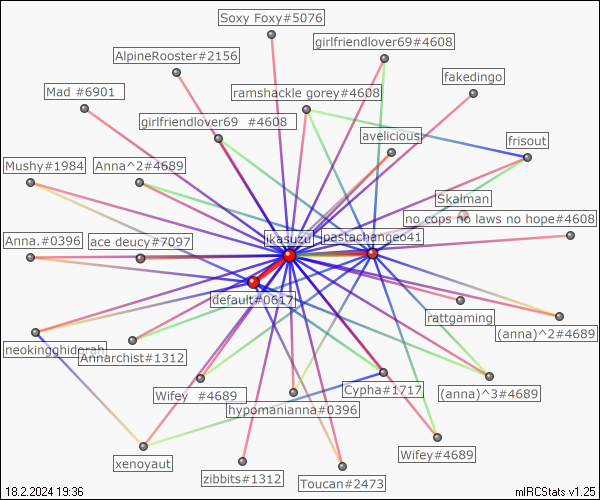 Soxy Foxy#5076
girlfriendlover69#4608
AlpineRooster#2156
fakedingo
Mad #6901
ramshackle gorey#4608
girlfriendlover69 #4608
avelicious
frisout
Mushy#1984
Anna^2#4689
Skalman
no cops no laws no hope#4608
Anna.#0396
ace deucy#7097
ikasuzu
pastachange041
default#0617
rattgaming
(anna)^2#4689
neokingghidorah
Annarchist#1312
Wifey #4689
Cypha#1717
(anna)^3#4689
hypomanianna#0396
Wifey#4689
xenoyaut
zibbits#1312
Toucan#2473
18.2.2024 19:36
mIRCStats v1.25